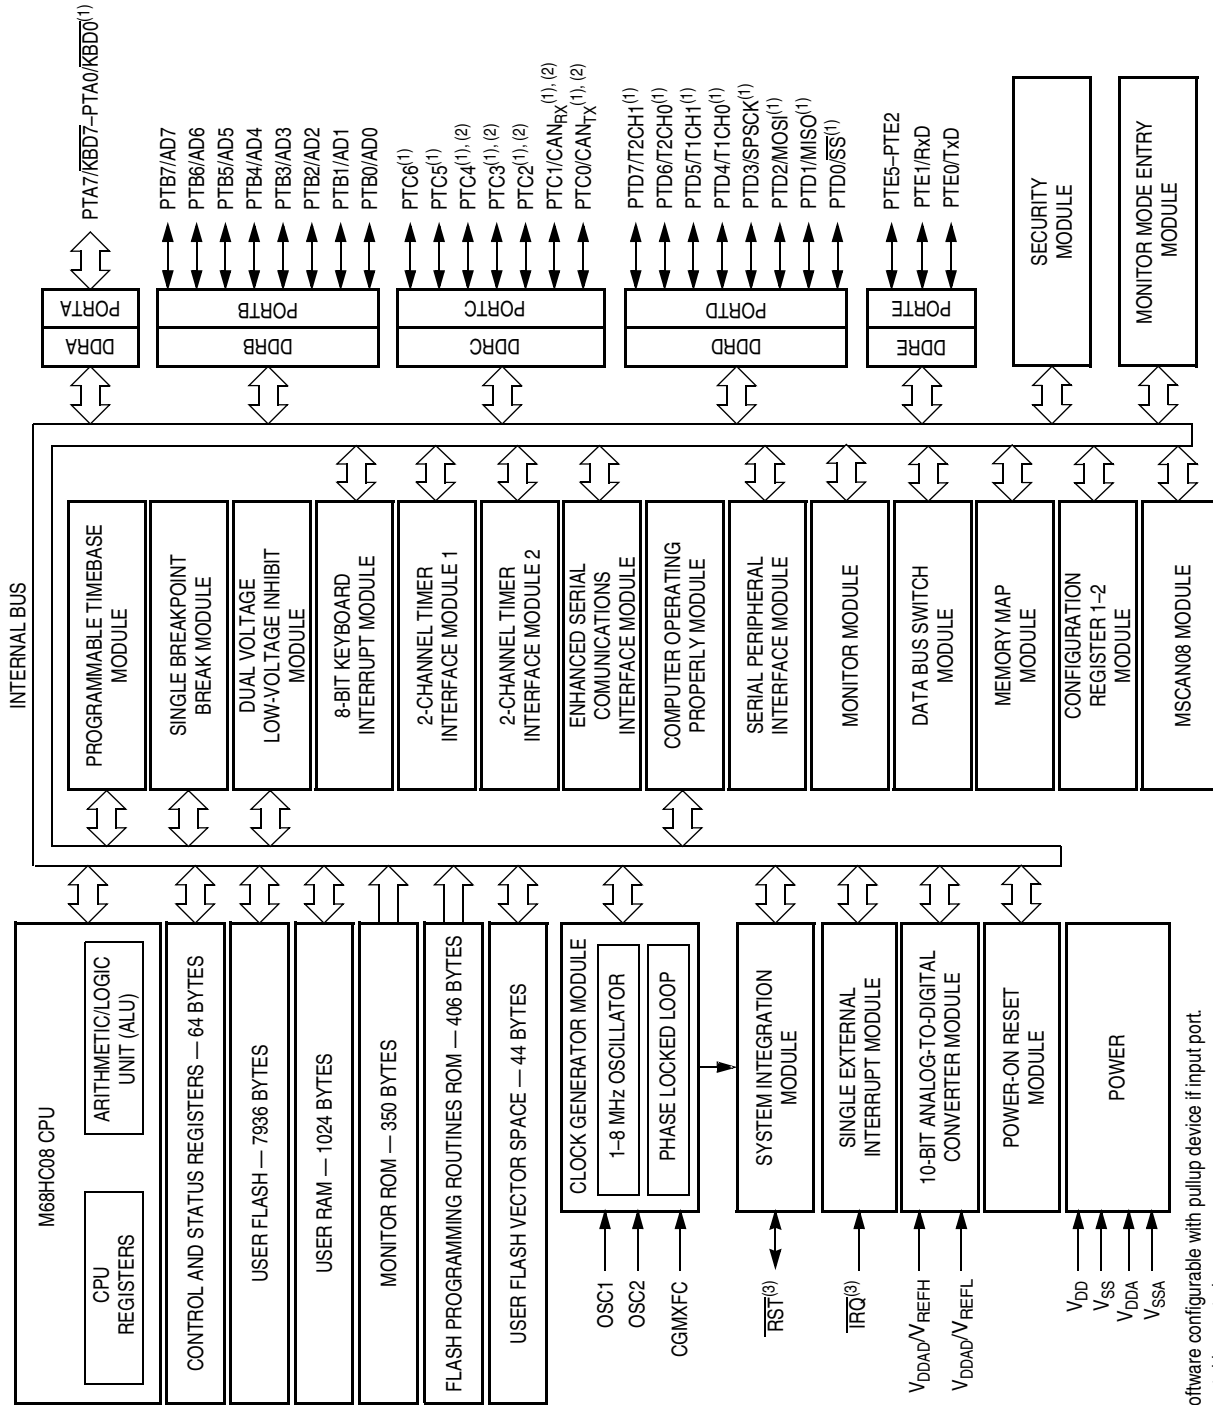 INTERNAL BUS
M68HC08 CPU
CPU
REGISTERS
ARITHMETIC/LOGIC
UNIT (ALU)
CONTROL AND STATUS REGISTERS — 64 BYTES
USER FLASH — 7936 BYTES
USER RAM — 1024 BYTES
MONITOR ROM — 350 BYTES
FLASH PROGRAMMING ROUTINES ROM — 406 BYTES
USER FLASH VECTOR SPACE — 44 BYTES
CLOCK GENERATOR MODULE
1–8 MHz OSCILLATOR
PHASE LOCKED LOOP
OSC1
OSC2
CGMXFC
SYSTEM INTEGRATION
MODULE
RST(3)
SINGLE EXTERNAL
INTERRUPT MODULE
IRQ(3)
10-BIT ANALOG-TO-DIGITAL
CONVERTER MODULE
VDDAD/VREFH
VDDAD/VREFL
POWER-ON RESET
MODULE
POWER
VDD
VSS
VDDA
VSSA
PROGRAMMABLE TIMEBASE
MODULE
SINGLE BREAKPOINT
BREAK MODULE
DUAL VOLTAGE
LOW-VOLTAGE INHIBIT
MODULE
8-BIT KEYBOARD
INTERRUPT MODULE
2-CHANNEL TIMER
INTERFACE MODULE 1
2-CHANNEL TIMER
INTERFACE MODULE 2
ENHANCED SERIAL
COMUNICATIONS
INTERFACE MODULE
COMPUTER OPERATING
PROPERLY MODULE
SERIAL PERIPHERAL
INTERFACE MODULE
MONITOR MODULE
DATA BUS SWITCH
MODULE
MEMORY MAP
MODULE
CONFIGURATION
REGISTER 1–2
MODULE
MSCAN08 MODULE
DDRA
PORTA
PTA7/KBD7–PTA0/KBD0(1)
DDRB
PORTB
PTB7/AD7
PTB6/AD6
PTB5/AD5
PTB4/AD4
PTB3/AD3
PTB2/AD2
PTB1/AD1
PTB0/AD0
DDRC
PORTC
PTC6(1)
PTC5(1)
PTC4(1), (2)
PTC3(1), (2)
PTC2(1), (2)
PTC1/CANRX(1), (2)
PTC0/CANTX(1), (2)
DDRD
PORTD
PTD7/T2CH1(1)
PTD6/T2CH0(1)
PTD5/T1CH1(1)
PTD4/T1CH0(1)
PTD3/SPSCK(1)
PTD2/MOSI(1)
PTD1/MISO(1)
PTD0/SS(1)
DDRE
PORTE
PTE5–PTE2
PTE1/RxD
PTE0/TxD
SECURITY
MODULE
MONITOR MODE ENTRY
MODULE
oftware configurable with pullup device if input port.